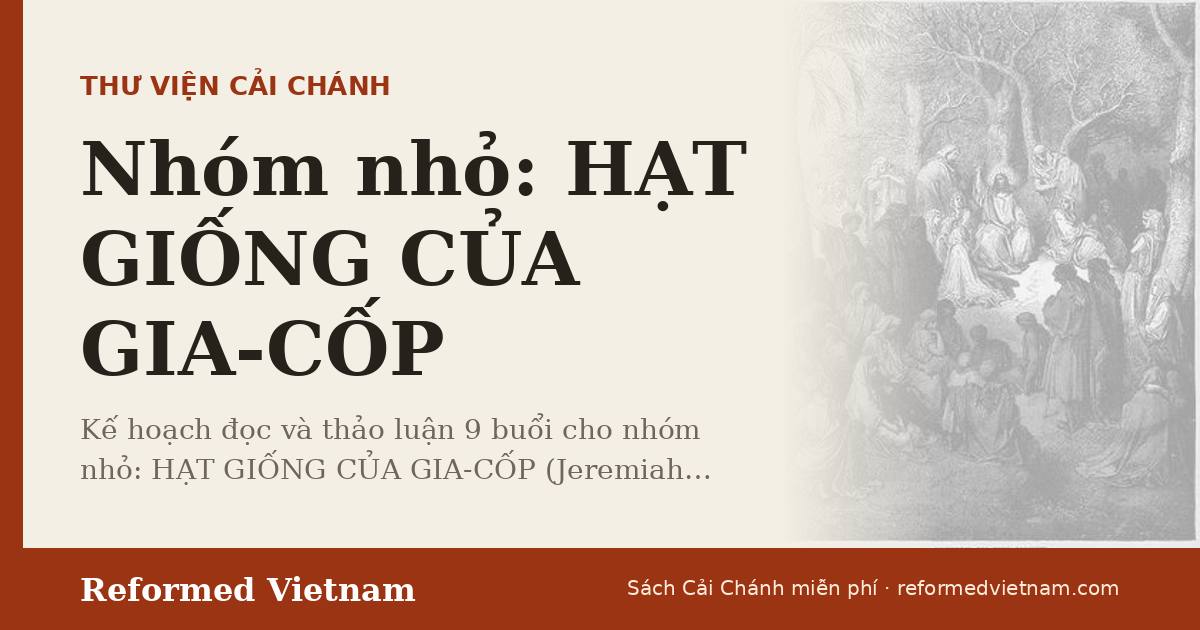 THƯ VIỆN CẢI CHÁNH
Nhóm nhỏ: HẠT
GIỐNG CỦA
GIA-CỐP
Kế hoạch đọc và thảo luận 9 buổi cho nhóm
nhỏ: HẠT GIỐNG CỦA GIA-CỐP (Jeremiah...
Reformed Vietnam
Sách Cải Chánh miễn phí · reformedvietnam.com